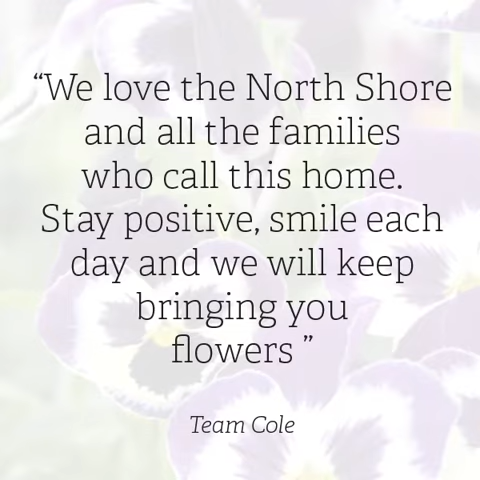 “We love the North Shore
and all the families
who call this home.
Stay positive, smile each
day and we will keep
bringing you
flowers ”
Team Cole